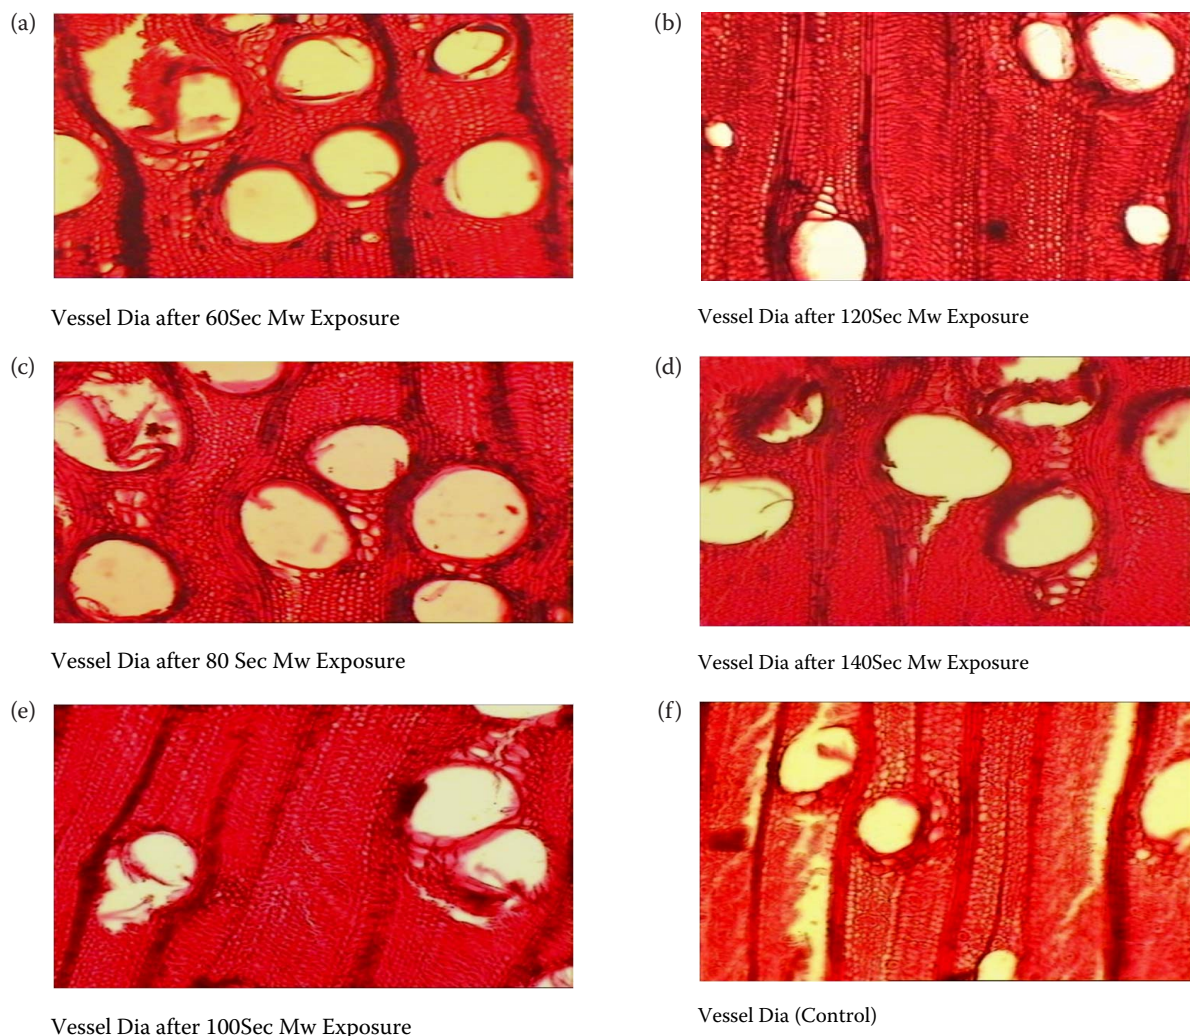 (a)
(b)
Vessel Dia after 60Sec Mw Exposure
Vessel Dia after 120Sec Mw Exposure
(c)
(d)
Vessel Dia after 80 Sec Mw Exposure
Vessel Dia after 140Sec Mw Exposure
(e)
(f)
Vessel Dia after 100Sec Mw Exposure
Vessel Dia (Control)